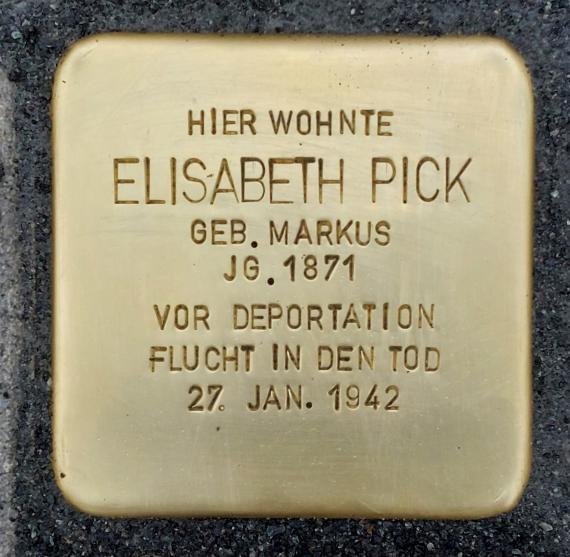 HIER WOHNTE
ELISABETH PICK
GEB. MARKUS
JG. 1871
VOR DEPORTATION
FLUCHT IN DEN TOD
27. JAN. 1942